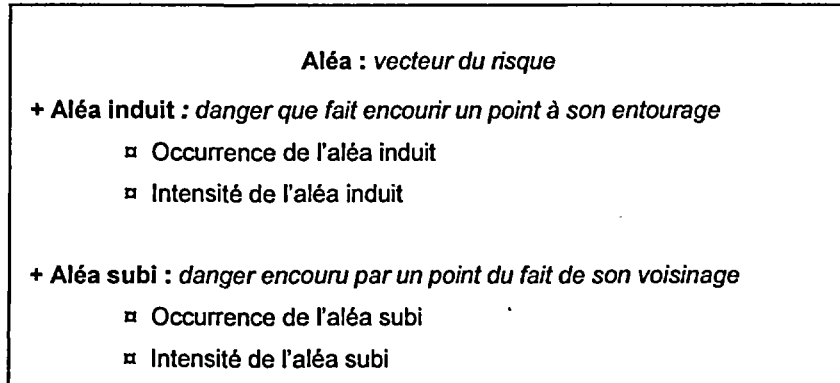 Aléa : vecteur du risque
+ Aléa induit : danger que fait encourir un point à son entourage
¤ Occurrence de l'aléa induit
¤ Intensité de l'aléa induit
+ Aléa subi : danger encouru par un point du fait de son voisinage
¤ Occurrence de l'aléa subi
¤ Intensité de l'aléa subi